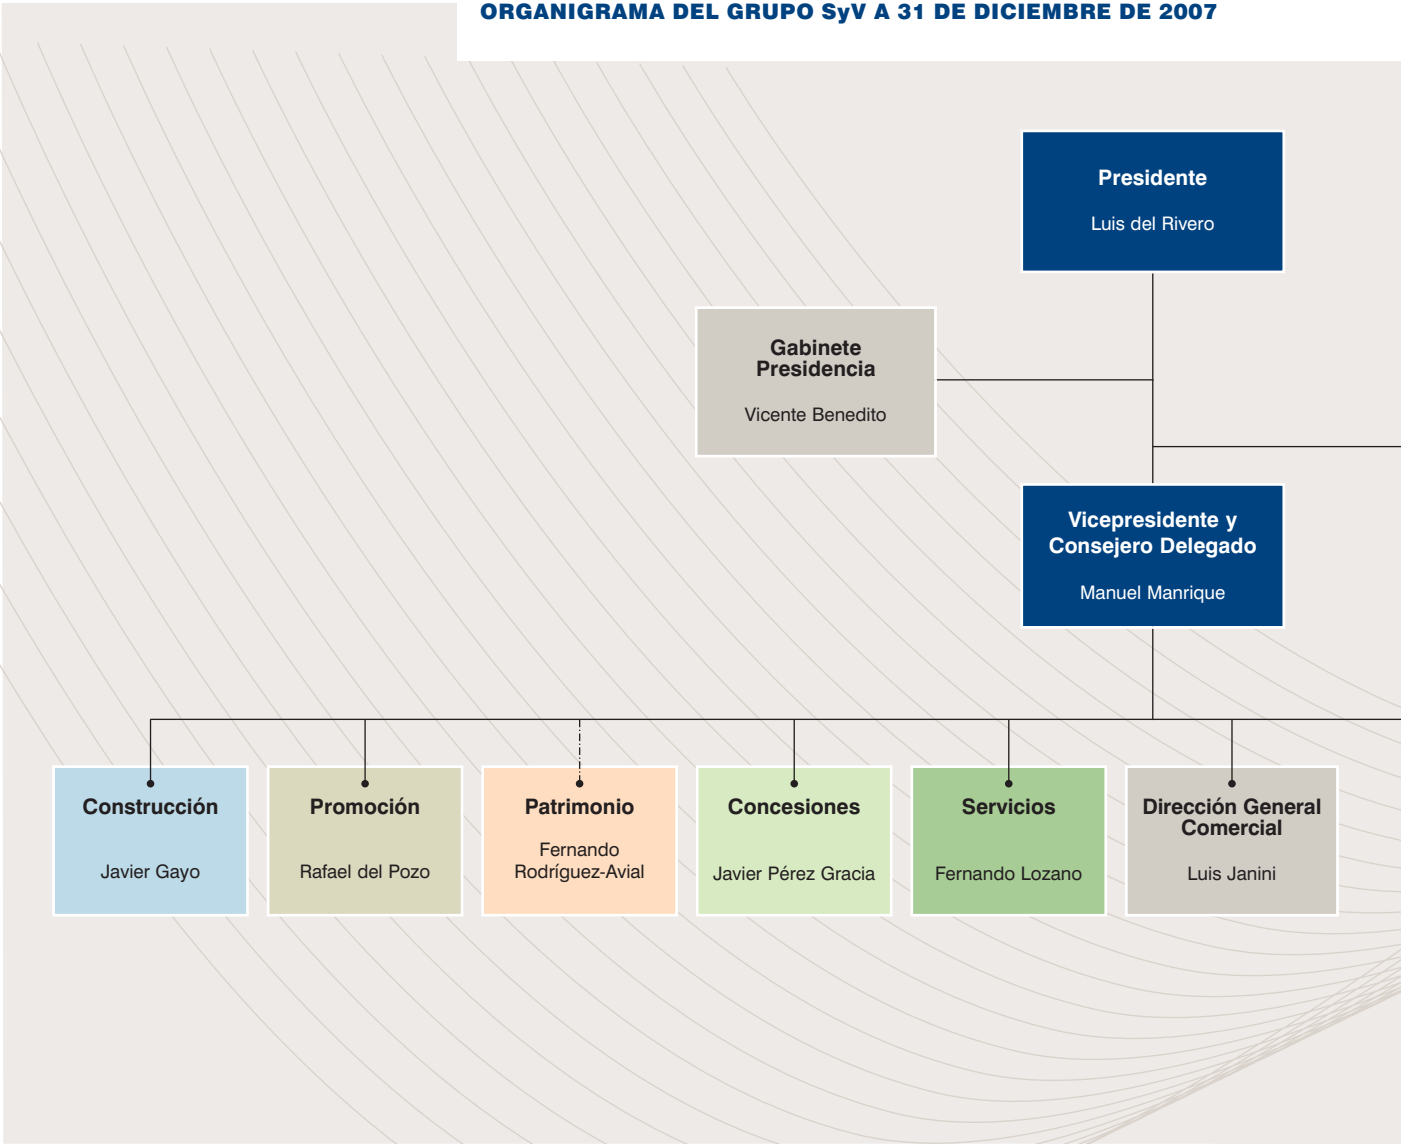 ORGANIGRAMA DEL GRUPO SyV A 31 DE DICIEMBRE DE 2007
Presidente
Luis del Rivero
Gabinete
Presidencia
Vicente Benedito
Vicepresidente y
Consejero Delegado
Manuel Manrique
Construcción
Javier Gayo
Promoción
Rafael del Pozo
Patrimonio
Fernando
Rodríguez-Avial
Concesiones
Javier Pérez Gracia
Servicios
Fernando Lozano
Dirección General
Comercial
Luis Janini